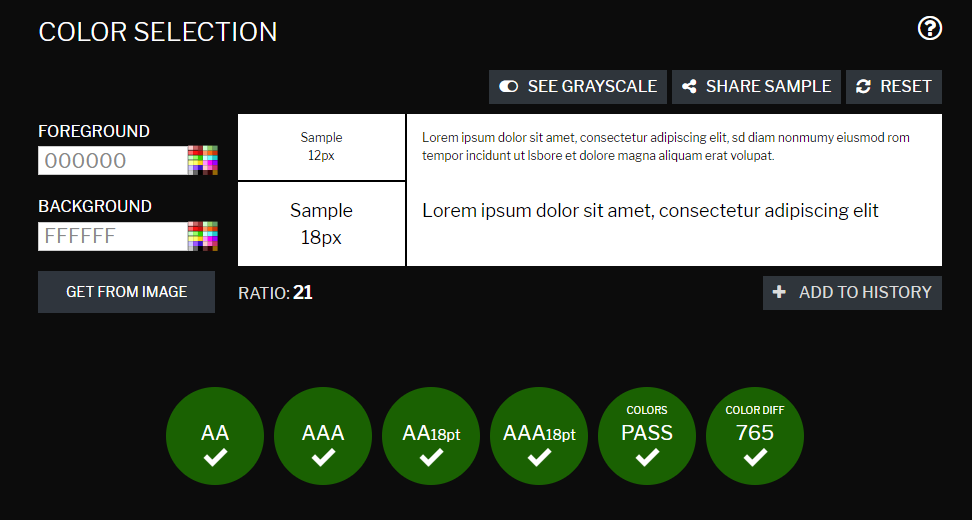 COLOR SELECTION
SEE GRAYSCALE
SHARE SAMPLE
RESET
FOREGROUND
000000
BACKGROUND
FFFFFF
GET FROM IMAGE
Sample
12px
Lorem ipsum dolor sit amet, consectetur adipiscing elit, sd diam nonmumy eiusmod rom
tempor incidunt ut lsbore et dolore magna aliquam erat volupat.
Sample
18px
Lorem ipsum dolor sit amet, consectetur adipiscing elit
RATIO: 21
ADD TO HISTORY
AA
AAA
AA18pt
AAA18pt
COLORS
PASS
COLOR DIFF
765